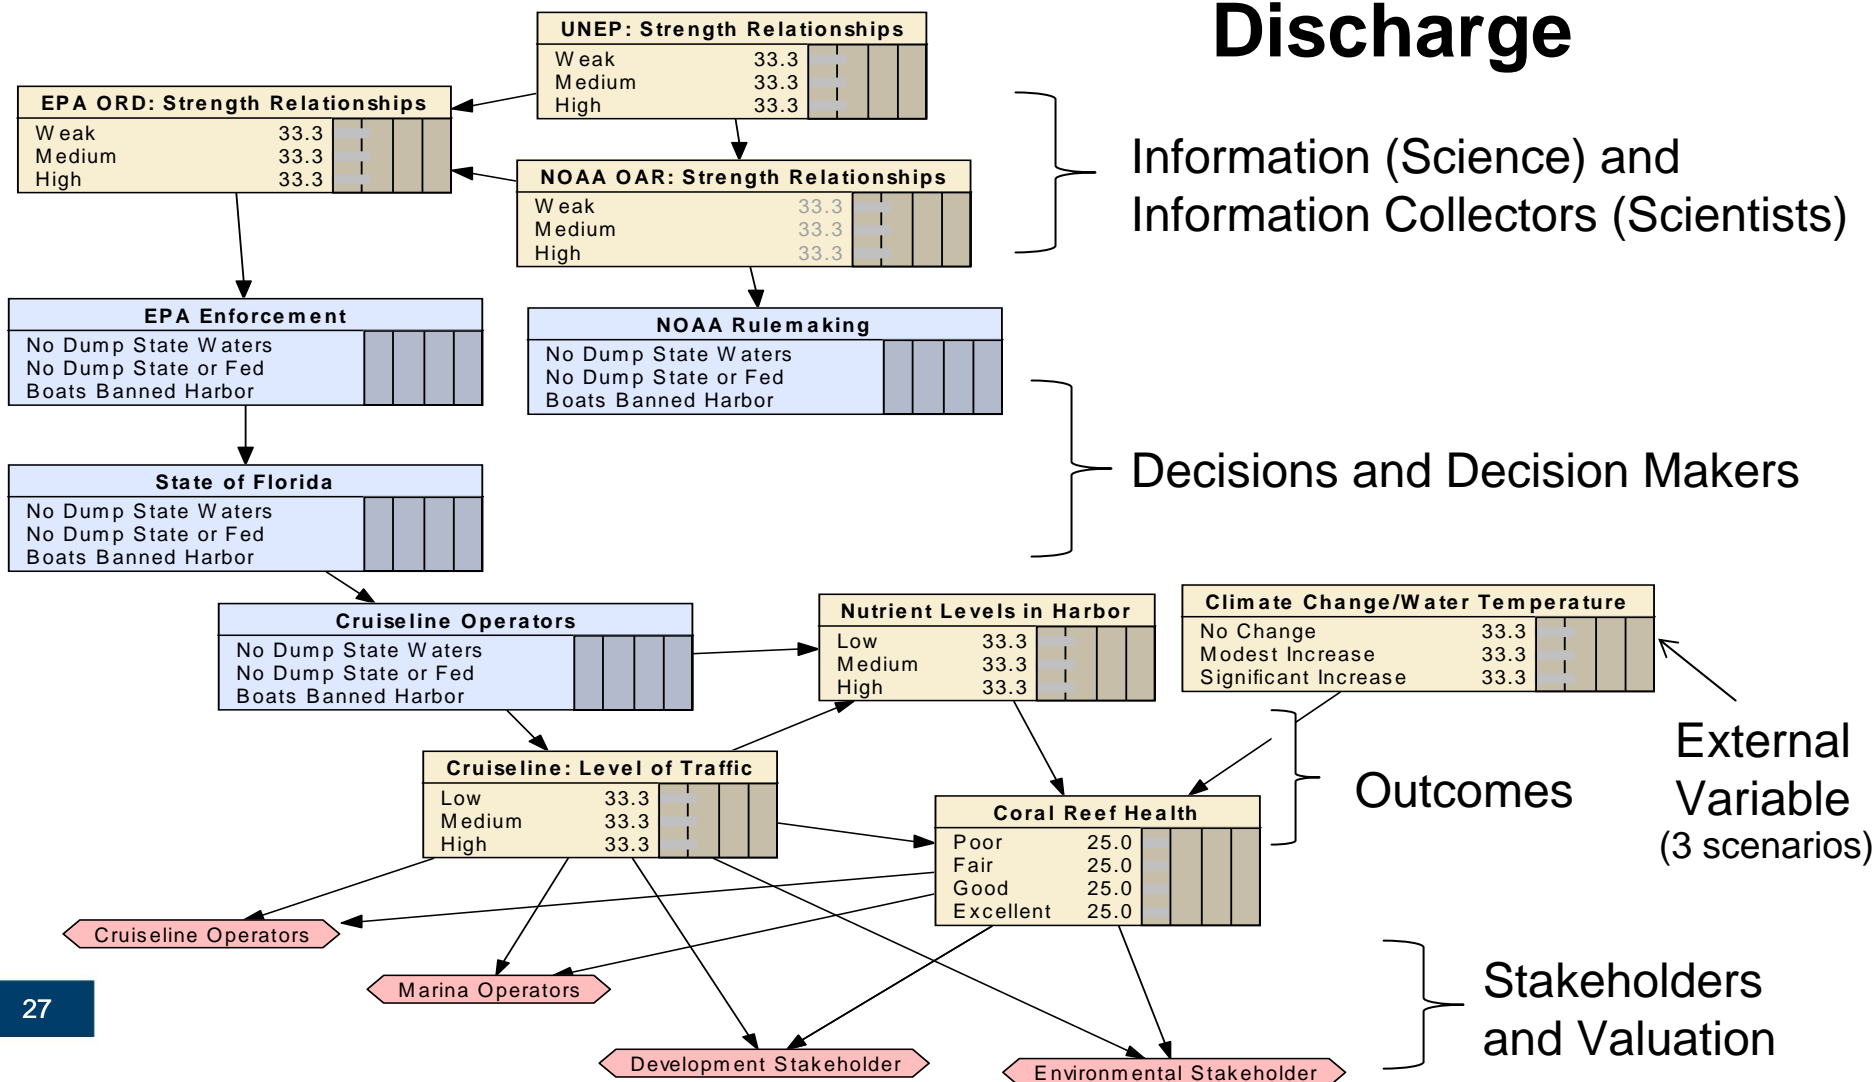 Discharge
UNEP: Strength Relationships
Weak 33.3
Medium 33.3
High 33.3
EPA ORD: Strength Relationships
Weak 33.3
Medium 33.3
High 33.3
NOAA OAR: Strength Relationships
Weak 33.3
Medium 33.3
High 33.3
Information (Science) and
Information Collectors (Scientists)
EPA Enforcement
No Dump State Waters
No Dump State or Fed
Boats Banned Harbor
NOAA Rulemaking
No Dump State Waters
No Dump State or Fed
Boats Banned Harbor
Decisions and Decision Makers
State of Florida
No Dump State Waters
No Dump State or Fed
Boats Banned Harbor
Cruiseline Operators
No Dump State Waters
No Dump State or Fed
Boats Banned Harbor
Nutrient Levels in Harbor
Low 33.3
Medium 33.3
High 33.3
Climate Change/Water Temperature
No Change 33.3
Modest Increase 33.3
Significant Increase 33.3
External
Variable
(3 scenarios)
Cruiseline: Level of Traffic
Low 33.3
Medium 33.3
High 33.3
Coral Reef Health
Poor 25.0
Fair 25.0
Good 25.0
Excellent 25.0
Outcomes
Cruiseline Operators
Marina Operators
Development Stakeholder
Environmental Stakeholder
Stakeholders
and Valuation
27